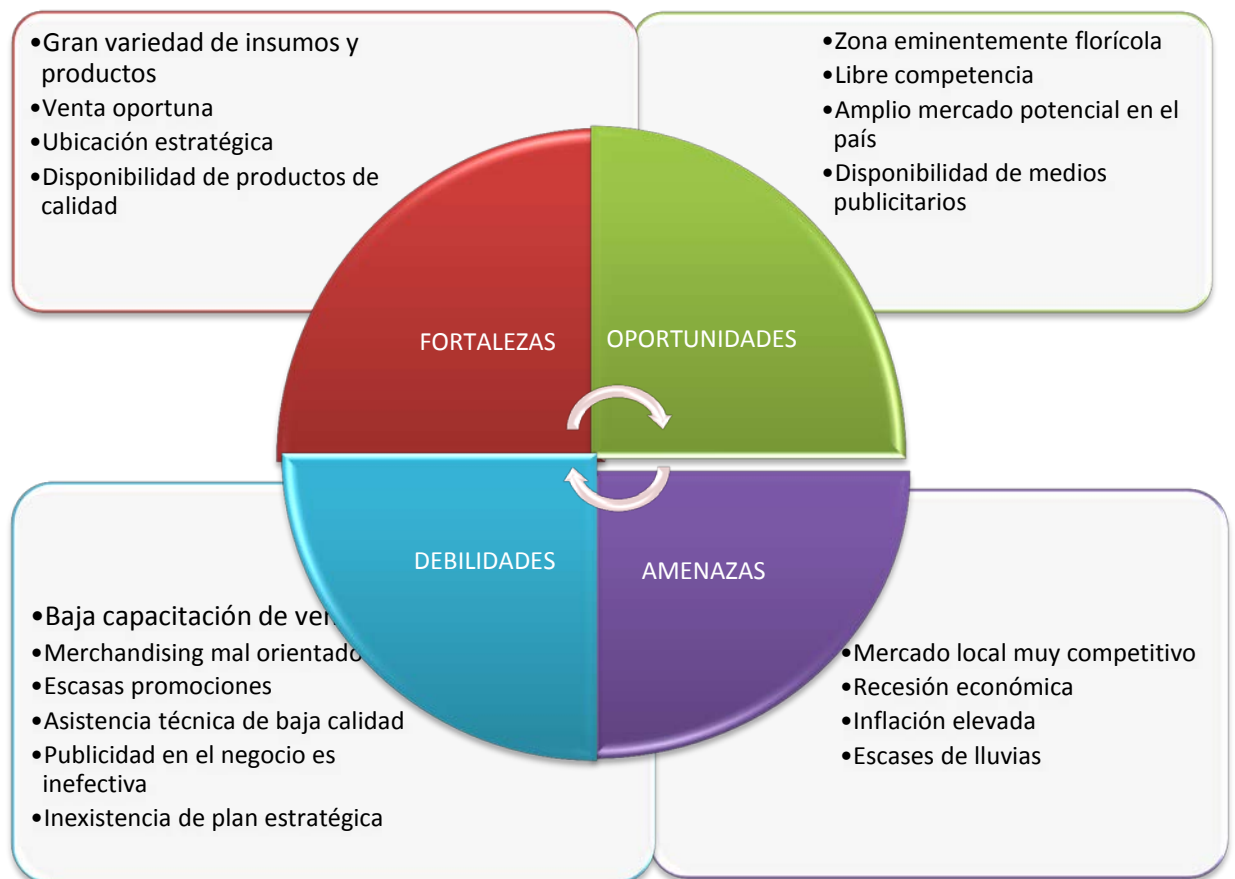 •Gran variedad de insumos y
productos
•Venta oportuna
•Ubicación estratégica
•Disponibilidad de productos de
calidad
•Zona eminentemente florícola
•Libre competencia
•Amplio mercado potencial en el
país
•Disponibilidad de medios
publicitarios
FORTALEZAS
OPORTUNIDADES
DEBILIDADES
AMENAZAS
•Baja capacitación de
•Merchandising mal orientado
•Escasas promociones
•Asistencia técnica de baja calidad
•Publicidad en el negocio es
inefectiva
•Inexistencia de plan estratégica
•Mercado local muy competitivo
•Recesión económica
•Inflación elevada
•Escases de lluvias